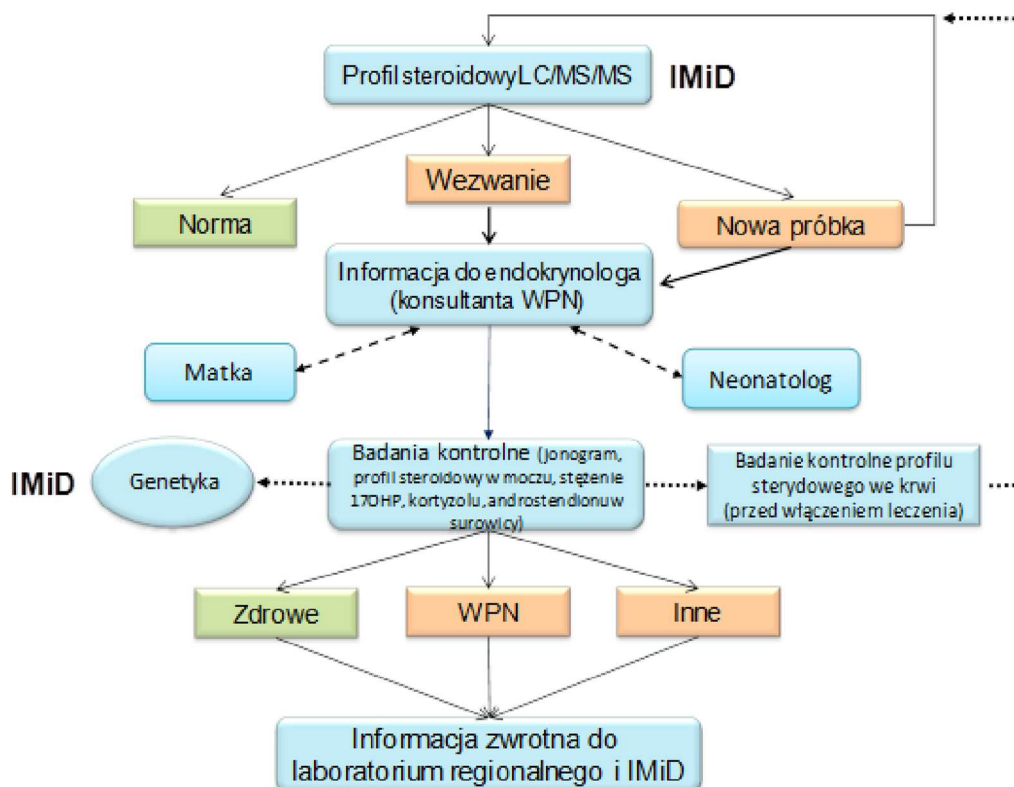 Profil steroidowy LC/MS/MS
IMiD
Wezwanie
Norma
Nowa próbka
Informacja do endokrynologa
(konsultanta WPN)
Matka
Neonatolog
IMiD
Genetyka
Badania kontrolne (jonogram,
profil steroidowy w moczu, stężenie
17OHP, kortyzolu, androstendionu w
surowicy)
Badanie kontrolne profilu
sterydowego we krwi
(przed włączeniem leczenia)
Zdrowe
WPN
Inne
Informacja zwrotna do
laboratorium regionalnego i IMiD